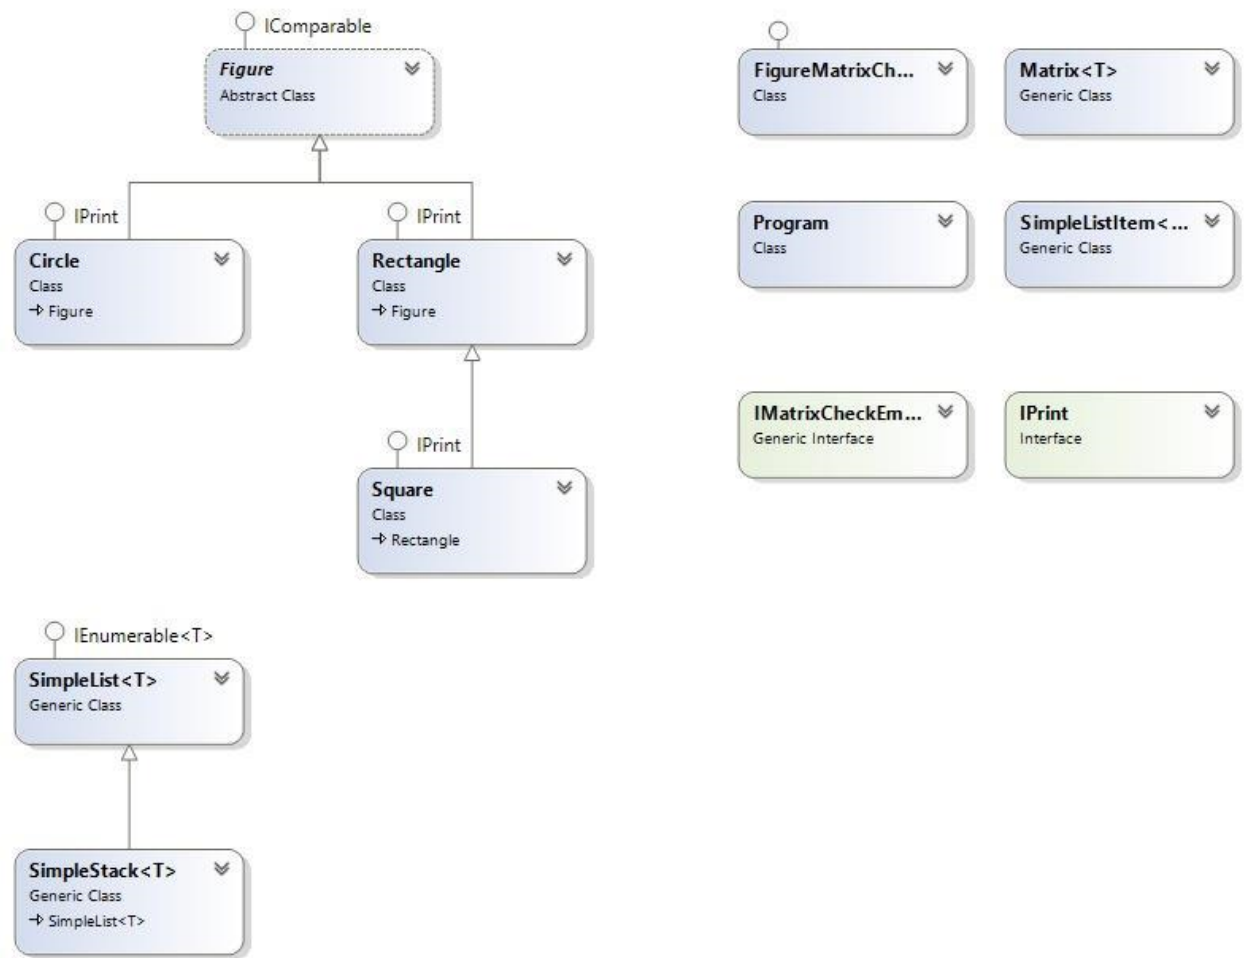 IComparable
Figure
Abstract Class
IPrint
Circle
Class
Figure
IPrint
Rectangle
Class
Figure
IPrint
Square
Class
Rectangle
IEnumerable<T>
SimpleList<T>
Generic Class
SimpleStack<T>
Generic Class
SimpleList<T>
FigureMatrixCh...
Class
Matrix<T>
Generic Class
Program
Class
SimpleListItem<...
Generic Class
IMatrixCheckEm...
Generic Interface
IPrint
Interface